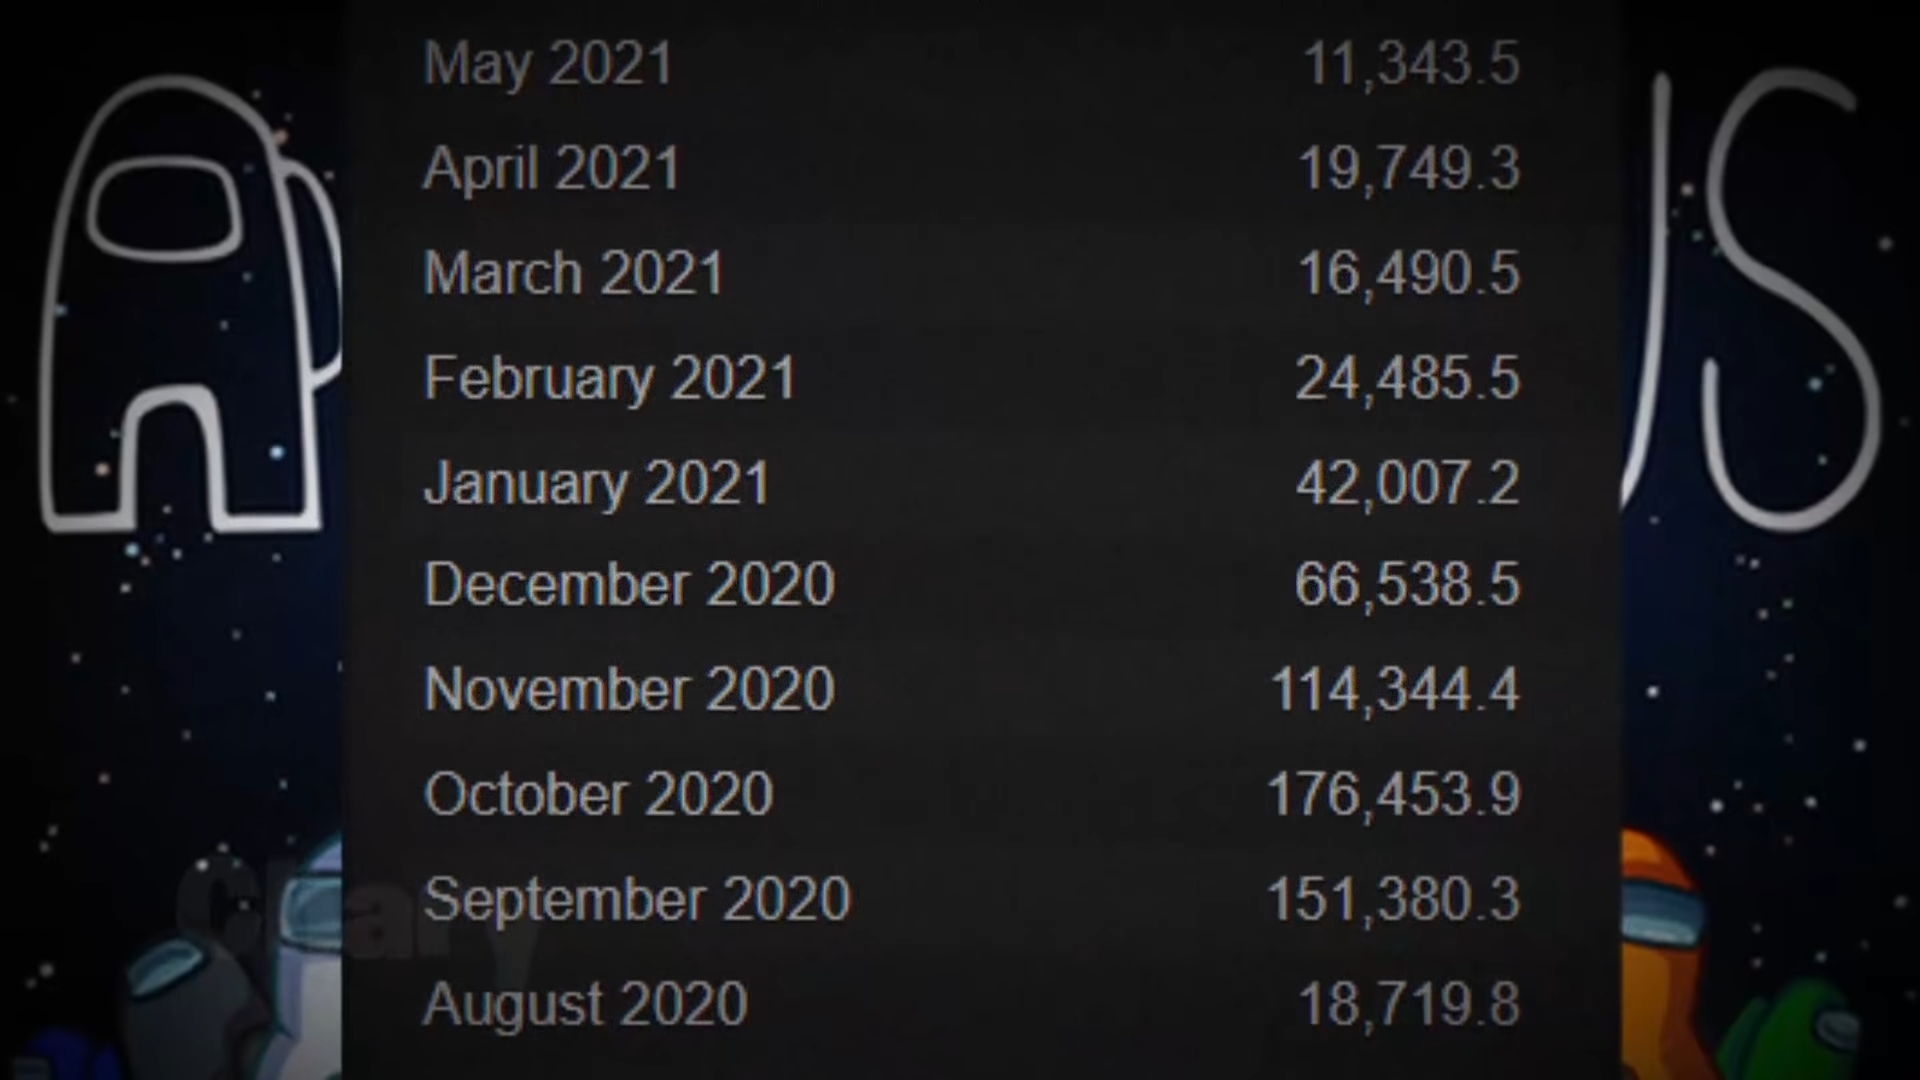 May 2021 11,343.5
April 2021 19,749.3
March 2021 16,490.5
February 2021 24,485.5
January 2021 42,007.2
December 2020 66,538.5
November 2020 114,344.4
October 2020 176,453.9
September 2020 151,380.3
August 2020 18,719.8